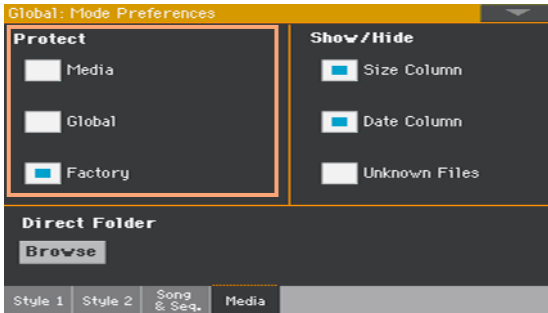 Global: Mode Preferences
Protect
Media
Global
Factory
Show/Hide
Size Column
Date Column
Unknown Files
Direct Folder
Browse
Style 1
Style 2
Song
& Seq.
Media